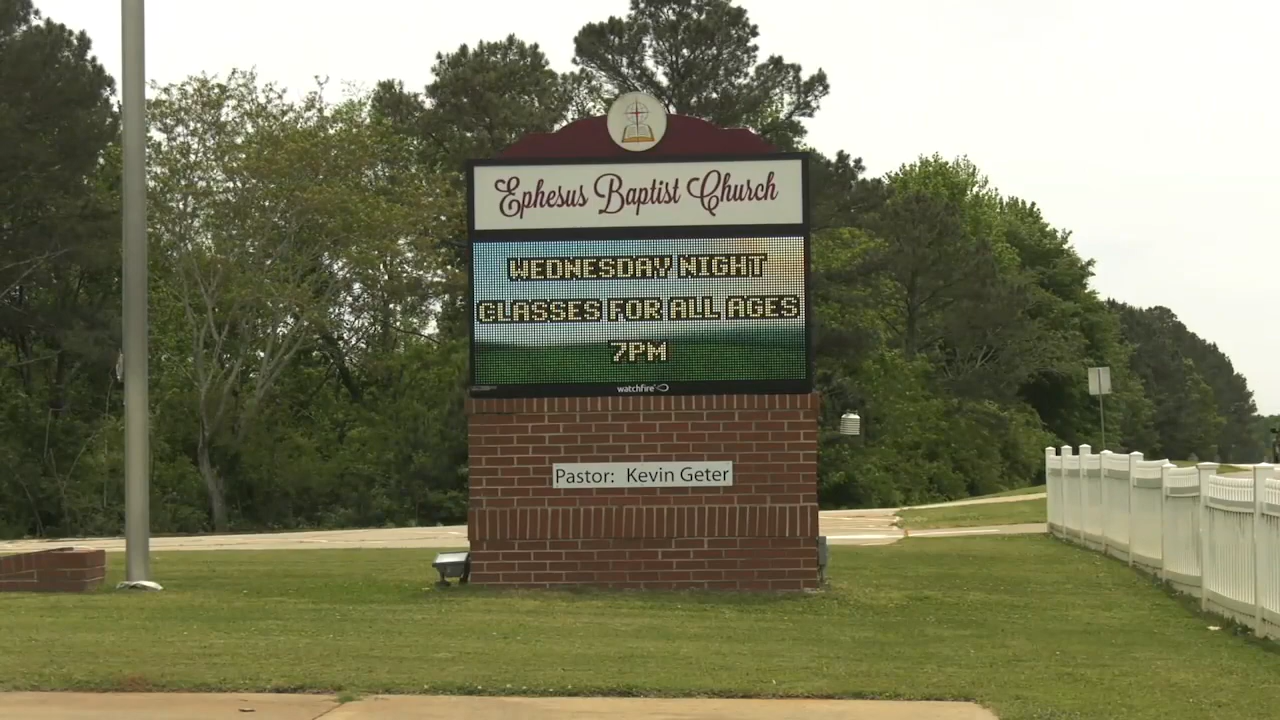 Ephesus Baptist Church
WEDNESDAY NIGHT
CLASSES FOR ALL AGES
7PM
watchfire
Pastor: Kevin Geter